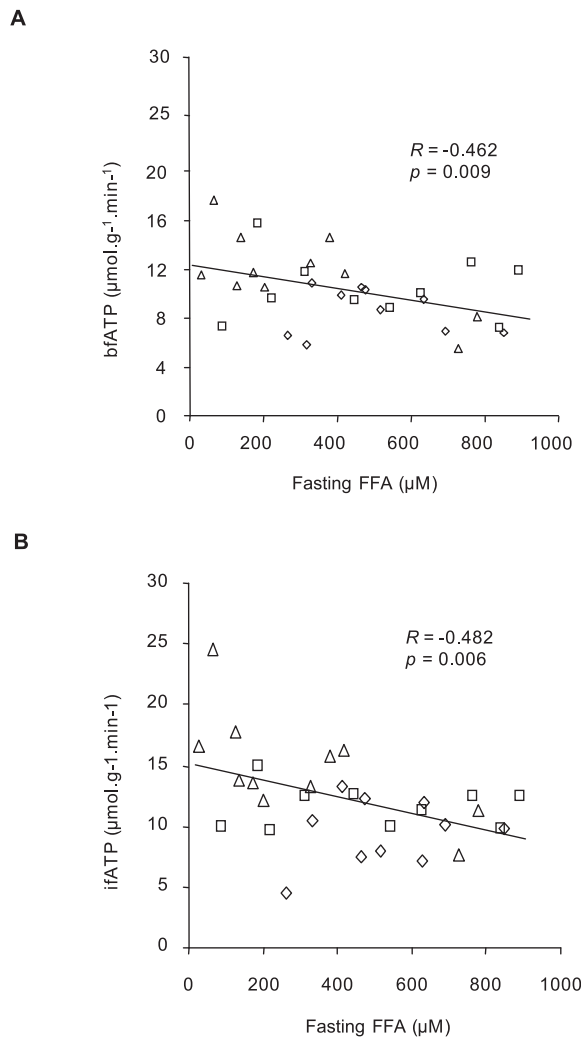 A
30
25
20
16
12
8
4
0
bfATP (µmol.g⁻¹.min⁻¹)
R = -0.462
p = 0.009
0 200 400 600 800 1000
Fasting FFA (µM)
B
30
25
20
15
10
5
0
ifATP (µmol.g-1.min-1)
R = -0.482
p = 0.006
0 200 400 600 800 1000
Fasting FFA (µM)